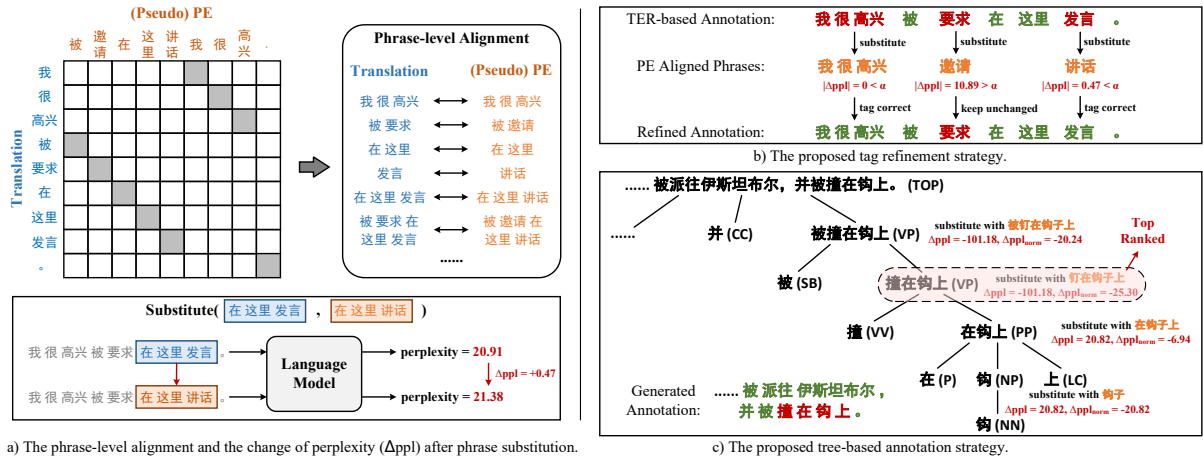 (Pseudo) PE
被 邀请 在 这里 讲话 我 很 高兴 .
Translation
我
很
高兴
被
要求
在
这里
发言
。
Phrase-level Alignment
Translation (Pseudo) PE
我 很 高兴 我 很 高兴
被 要求 被 邀请
在 这里 在 这里
发言 讲话
在 这里 发言 在 这里 讲话
被 要求 在 被 邀请 在
这里 发言 这里 讲话
......
Substitute( 在 这里 发言 , 在 这里 讲话 )
我 很 高兴 被 要求 在 这里 发言 。
Language
Model
perplexity = 20.91
Δppl = +0.47
我 很 高兴 被 要求 在 这里 讲话 。
perplexity = 21.38
a) The phrase-level alignment and the change of perplexity (Δppl) after phrase substitution.
TER-based Annotation: 我 很 高兴 被 要求 在 这里 发言 。
substitute substitute substitute
PE Aligned Phrases: 我 很 高兴 邀请 讲话
|Δppl| = 0 < α |Δppl| = 10.89 > α |Δppl| = 0.47 < α
tag correct keep unchanged tag correct
Refined Annotation: 我 很 高兴 被 要求 在 这里 发言 。
b) The proposed tag refinement strategy.
...... 被派往伊斯坦布尔，并被撞在钩上。(TOP)
Top
Ranked
...... 并 (CC) 被撞在钩上 (VP)
substitute with 被钉在钩子上
Δppl = -101.18, Δpplnorm = -20.24
被 (SB) 撞在钩上 (VP)
substitute with 钉在钩子上
Δppl = -101.18, Δpplnorm = -25.30
撞 (VV) 在钩上 (PP)
substitute with 在钩子上
Δppl = 20.82, Δpplnorm = -6.94
在 (P) 钩 (NP) 上 (LC)
substitute with 钩子
Δppl = 20.82, Δpplnorm = -20.82
钩 (NN)
Generated
Annotation:
...... 被 派往 伊斯坦布尔 ，
并 被 撞 在 钩 上 。
c) The proposed tree-based annotation strategy.